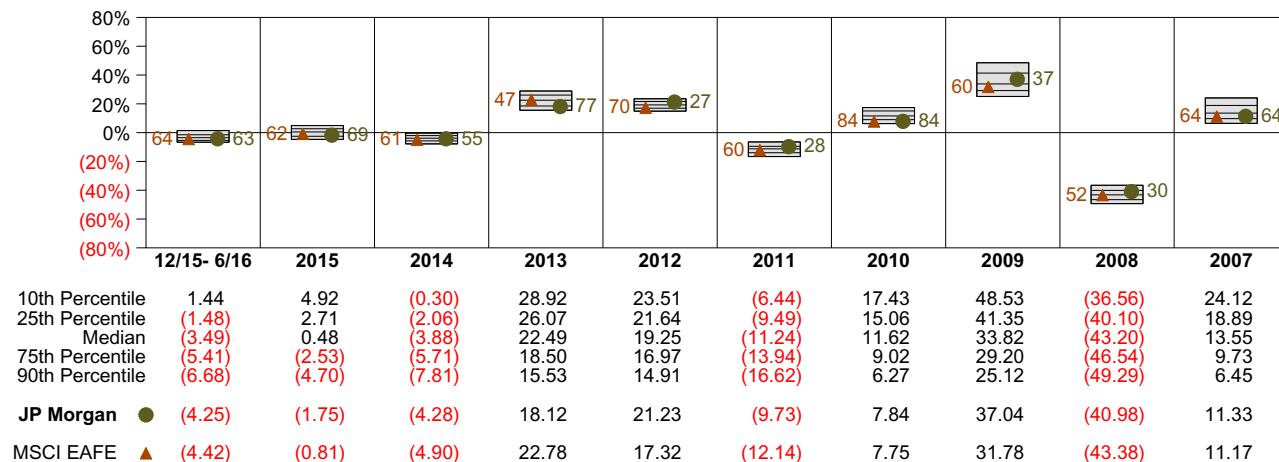 80%
60%
40%
20%
0%
(20%)
(40%)
(60%)
(80%)
64 63 62 69 61 55 47 77 70 27 60 28 84 84 60 37 52 30 64 64
12/15- 6/16 2015 2014 2013 2012 2011 2010 2009 2008 2007
10th Percentile 1.44 4.92 (0.30) 28.92 23.51 (6.44) 17.43 48.53 (36.56) 24.12
25th Percentile (1.48) 2.71 (2.06) 26.07 21.64 (9.49) 15.06 41.35 (40.10) 18.89
Median (3.49) 0.48 (3.88) 22.49 19.25 (11.24) 11.62 33.82 (43.20) 13.55
75th Percentile (5.41) (2.53) (5.71) 18.50 16.97 (13.94) 9.02 29.20 (46.54) 9.73
90th Percentile (6.68) (4.70) (7.81) 15.53 14.91 (16.62) 6.27 25.12 (49.29) 6.45
JP Morgan (4.25) (1.75) (4.28) 18.12 21.23 (9.73) 7.84 37.04 (40.98) 11.33
MSCI EAFE (4.42) (0.81) (4.90) 22.78 17.32 (12.14) 7.75 31.78 (43.38) 11.17